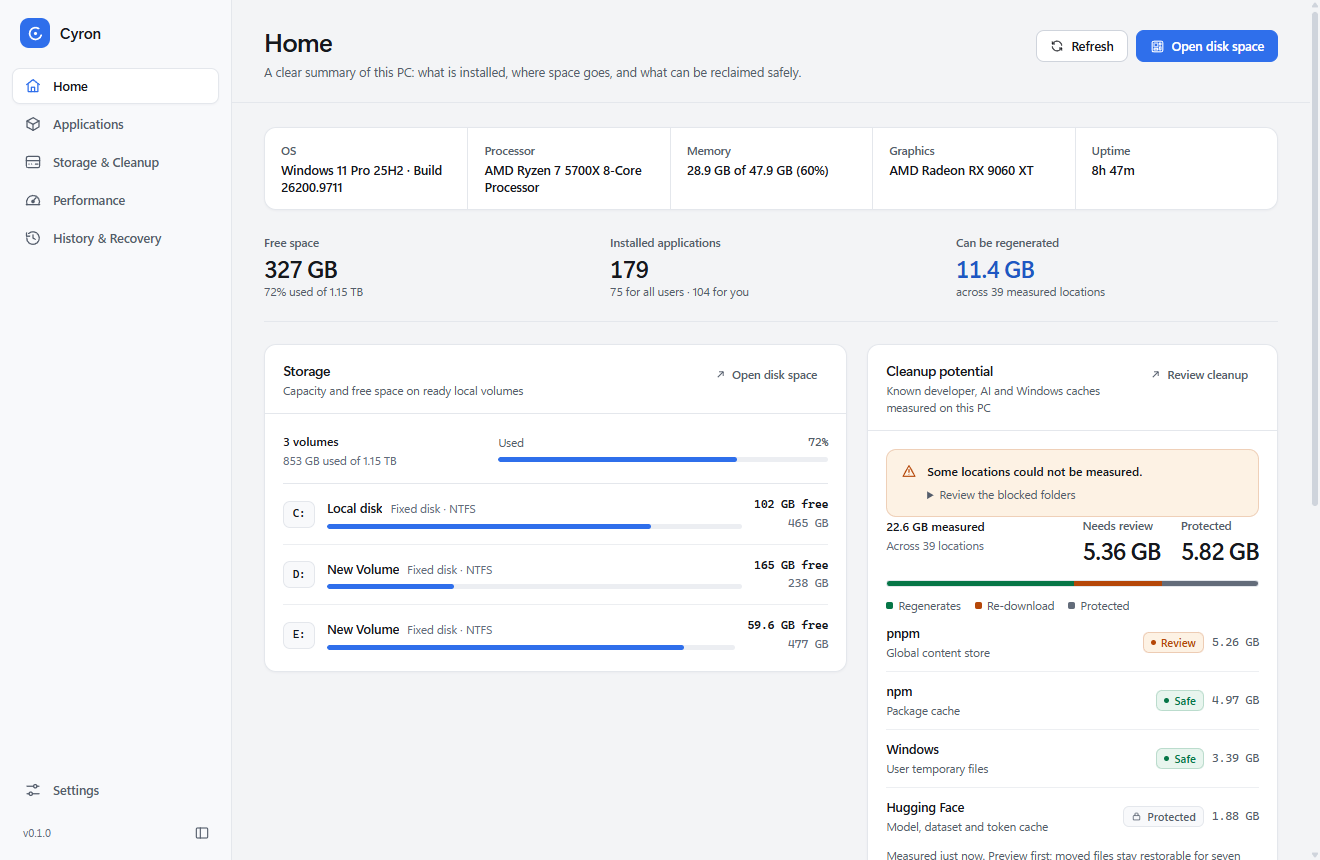 Cyron
Home
Applications
Storage & Cleanup
Performance
History & Recovery
Settings
v0.1.0
Home
A clear summary of this PC: what is installed, where space goes, and what can be reclaimed safely.
Refresh
Open disk space
OS
Windows 11 Pro 25H2 · Build
26200.9711
Processor
AMD Ryzen 7 5700X 8-Core
Processor
Memory
28.9 GB of 47.9 GB (60%)
Graphics
AMD Radeon RX 9060 XT
Uptime
8h 47m
Free space
327 GB
72% used of 1.15 TB
Installed applications
179
75 for all users · 104 for you
Can be regenerated
11.4 GB
across 39 measured locations
Storage
Capacity and free space on ready local volumes
Open disk space
3 volumes
853 GB used of 1.15 TB
Used 72%
C: Local disk Fixed disk · NTFS 102 GB free
465 GB
D: New Volume Fixed disk · NTFS 165 GB free
238 GB
E: New Volume Fixed disk · NTFS 59.6 GB free
477 GB
Cleanup potential
Known developer, AI and Windows caches
measured on this PC
Review cleanup
Some locations could not be measured.
Review the blocked folders
22.6 GB measured
Across 39 locations
Needs review
5.36 GB
Protected
5.82 GB
Regenerates Re-download Protected
pnpm
Global content store
Review 5.26 GB
npm
Package cache
Safe 4.97 GB
Windows
User temporary files
Safe 3.39 GB
Hugging Face
Model, dataset and token cache
Protected 1.88 GB
Measured just now. Preview first: moved files stay restorable for seven